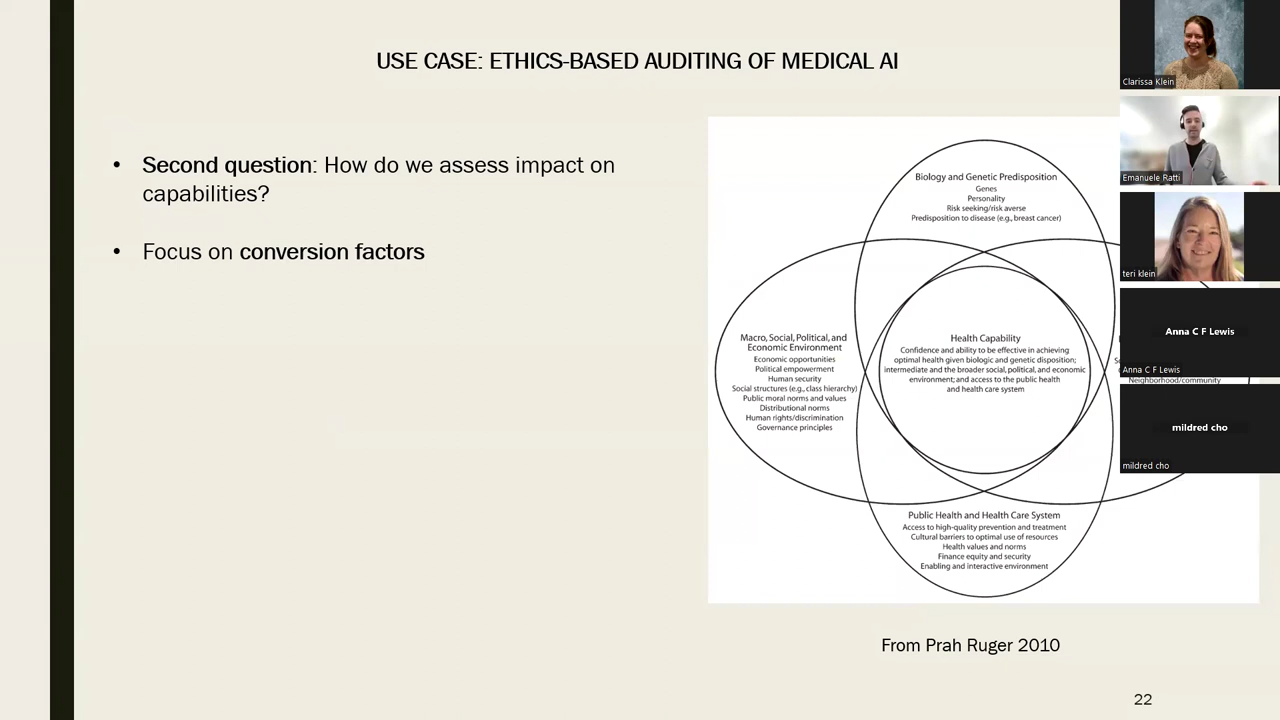 USE CASE: ETHICS-BASED AUDITING OF MEDICAL AI
• Second question: How do we assess impact on
capabilities?
• Focus on conversion factors
Biology and Genetic Predisposition
Genes
Personality
Risk seeking/risk averse
Predisposition to disease (e.g., breast cancer)
Macro, Social, Political, and
Economic Environment
Economic opportunities
Political empowerment
Human security
Social structures (e.g., class hierarchy)
Public moral norms and values
Distributional norms
Human rights/discrimination
Governance principles
Health Capability
Confidence and ability to be effective in achieving
optimal health given biologic and genetic disposition;
intermediate and the broader social, political, and economic
environment; and access to the public health
and health care system
Neighborhood/community
Public Health and Health Care System
Access to high-quality prevention and treatment
Cultural barriers to optimal use of resources
Health values and norms
Finance equity and security
Enabling and interactive environment
From Prah Ruger 2010
22
Clarissa Klein
Emanuele Ratti
teri klein
Anna C F Lewis
Anna C F Lewis
mildred cho
mildred cho